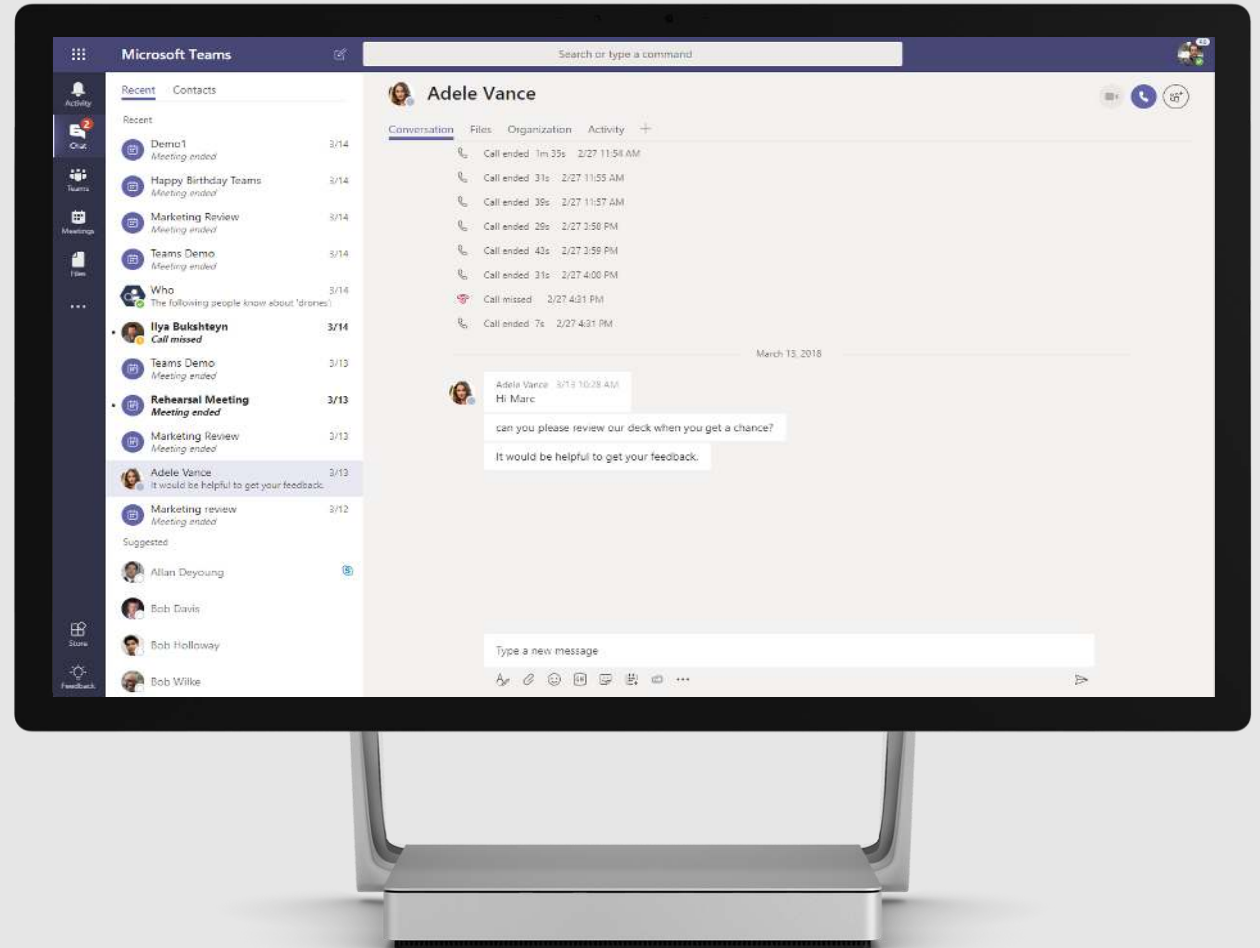 Microsoft Teams
Search or type a command
Activity
2
Chat
Teams
Meetings
Files
Store
Feedback
Recent Contacts
Recent
Demo1 3/14
Meeting ended
Happy Birthday Teams 3/14
Meeting ended
Marketing Review 3/14
Meeting ended
Teams Demo 3/14
Meeting ended
Who 3/14
The following people know about 'drones':
Ilya Bukshteyn 3/14
Call missed
Teams Demo 3/13
Meeting ended
Rehearsal Meeting 3/13
Meeting ended
Marketing Review 3/13
Meeting ended
Adele Vance 3/13
It would be helpful to get your feedback.
Marketing review 3/12
Meeting ended
Suggested
Allan Deyoung
Bob Davis
Bob Holloway
Bob Wilke
Adele Vance
Conversation Files Organization Activity
Call ended 1m 35s 2/27 11:54 AM
Call ended 31s 2/27 11:55 AM
Call ended 39s 2/27 11:57 AM
Call ended 29s 2/27 3:58 PM
Call ended 43s 2/27 3:59 PM
Call ended 31s 2/27 4:00 PM
Call missed 2/27 4:31 PM
Call ended 7s 2/27 4:31 PM
March 13, 2018
Adele Vance 3/13 10:28 AM
Hi Marc
can you please review our deck when you get a chance?
It would be helpful to get your feedback.
Type a new message